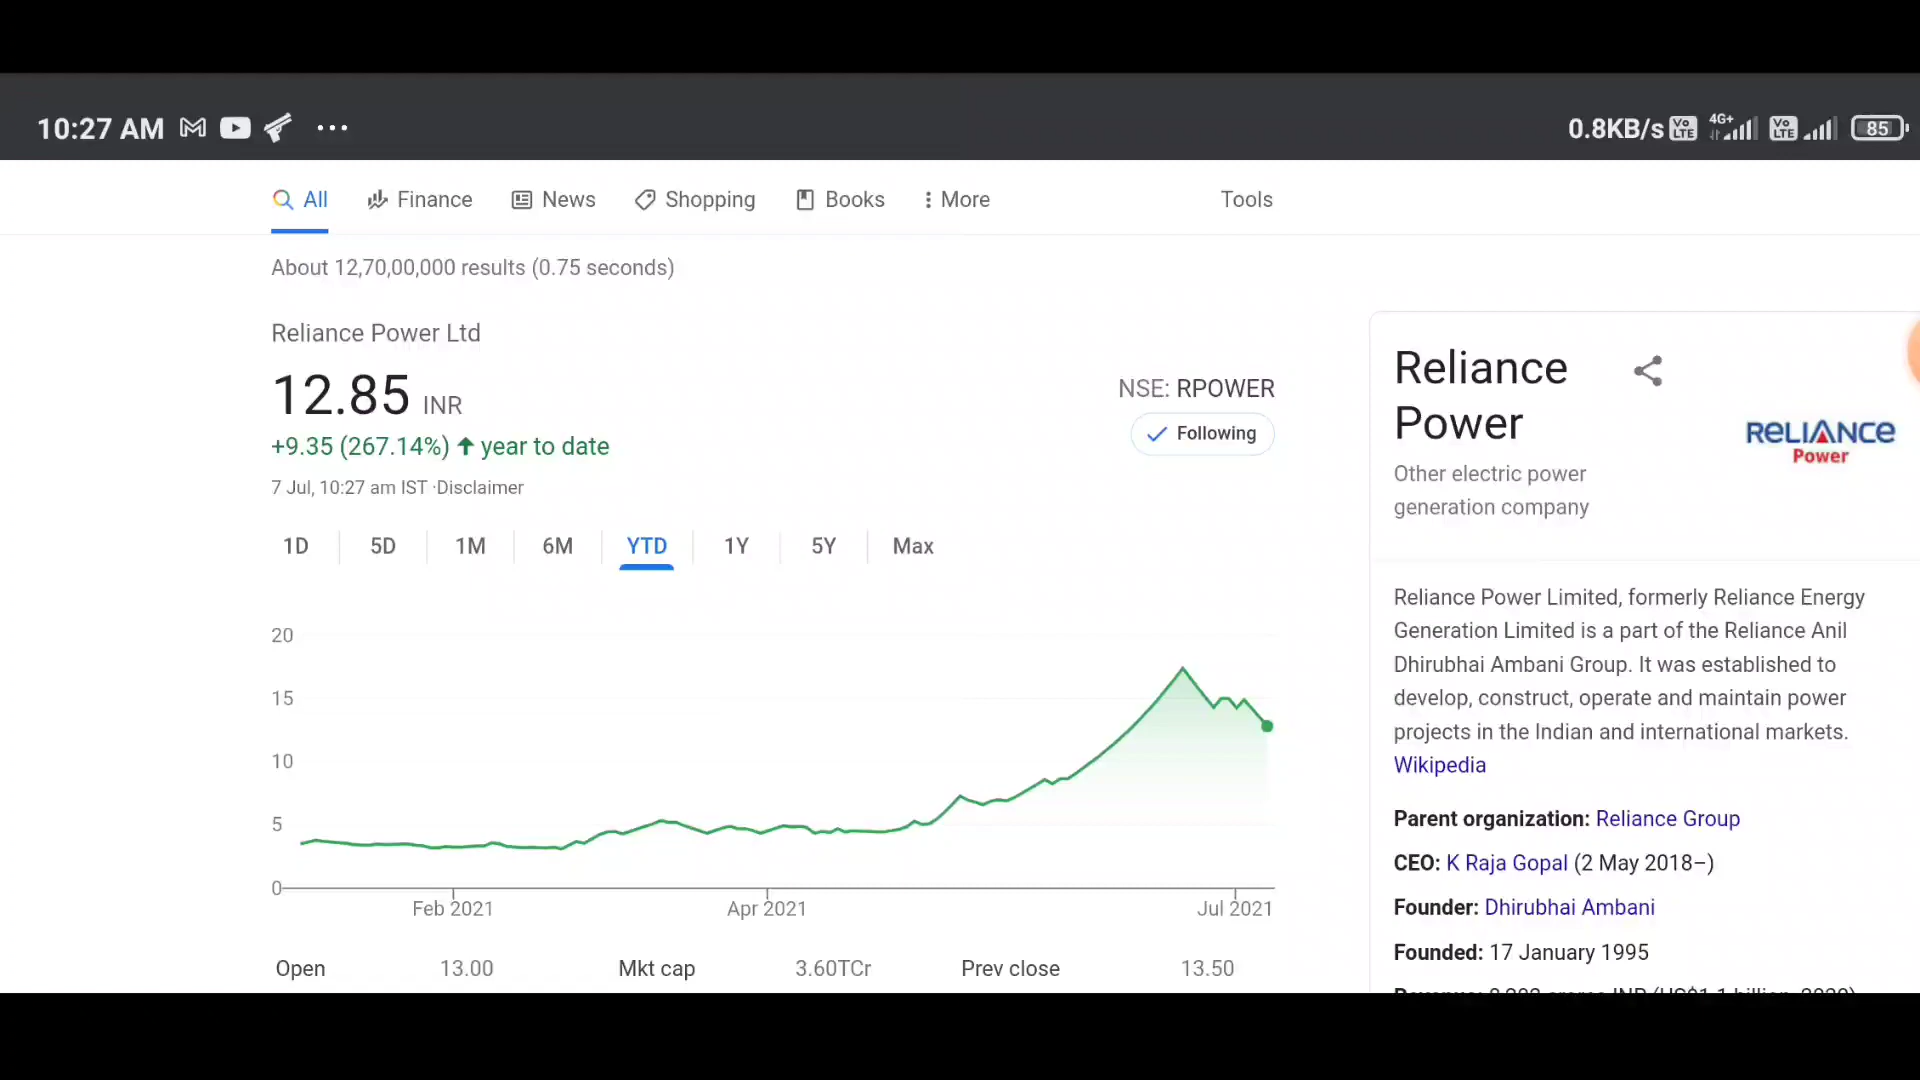 10:27 AM
0.8KB/s Vo LTE 4G+ Vo LTE 85
All Finance News Shopping Books More Tools
About 12,70,00,000 results (0.75 seconds)
Reliance Power Ltd
12.85 INR
+9.35 (267.14%) year to date
7 Jul, 10:27 am IST ·Disclaimer
NSE: RPOWER
Following
1D 5D 1M 6M YTD 1Y 5Y Max
20
15
10
5
0
Feb 2021 Apr 2021 Jul 2021
Open 13.00 Mkt cap 3.60TCr Prev close 13.50
Reliance
Power
RELIANCE
Power
Other electric power
generation company
Reliance Power Limited, formerly Reliance Energy
Generation Limited is a part of the Reliance Anil
Dhirubhai Ambani Group. It was established to
develop, construct, operate and maintain power
projects in the Indian and international markets.
Wikipedia
Parent organization: Reliance Group
CEO: K Raja Gopal (2 May 2018–)
Founder: Dhirubhai Ambani
Founded: 17 January 1995